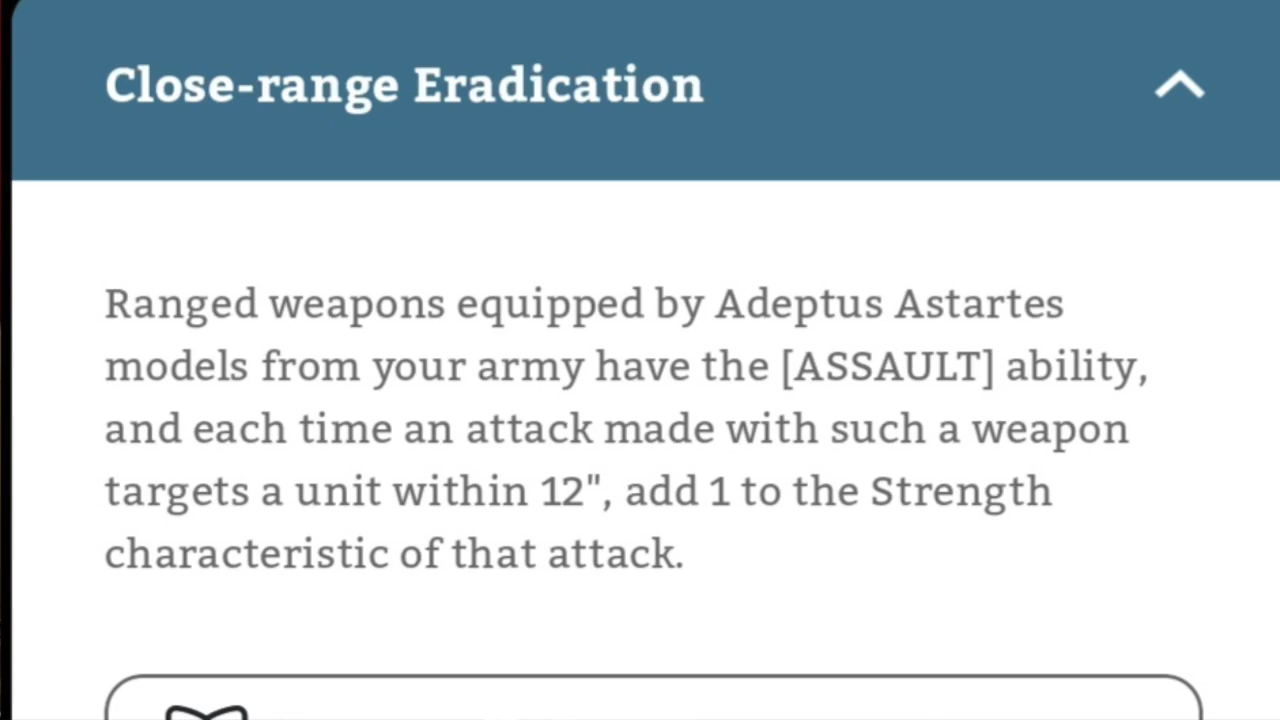 Close-range Eradication
Ranged weapons equipped by Adeptus Astartes
models from your army have the [ASSAULT] ability,
and each time an attack made with such a weapon
targets a unit within 12", add 1 to the Strength
characteristic of that attack.